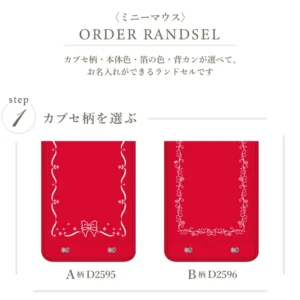 〈ミニーマウス〉
ORDER RANDSEL
カブセ柄・本体色・箔の色・背カンが選べて、
お名入れができるランドセルです
step
1 カブセ柄を選ぶ
A柄 D2595
B柄 D2596